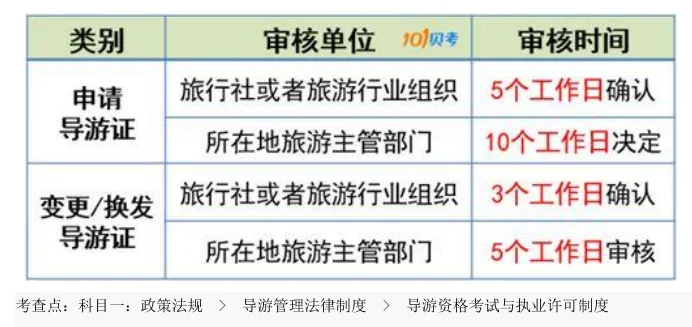 类别 审核单位 101贝考 审核时间
申请
导游证
旅行社或者旅游行业组织 5个工作日确认
所在地旅游主管部门 10个工作日决定
变更/换发
导游证
旅行社或者旅游行业组织 3个工作日确认
所在地旅游主管部门 5个工作日审核
考查点：科目一：政策法规 > 导游管理法律制度 > 导游资格考试与执业许可制度